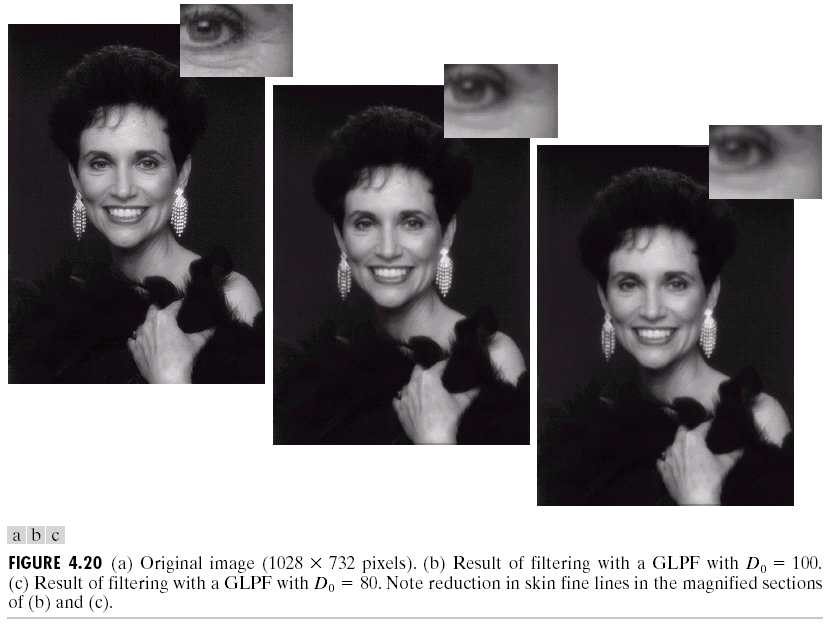 a b c
FIGURE 4.20 (a) Original image (1028 × 732 pixels). (b) Result of filtering with a GLPF with D₀ = 100.
(c) Result of filtering with a GLPF with D₀ = 80. Note reduction in skin fine lines in the magnified sections
of (b) and (c).